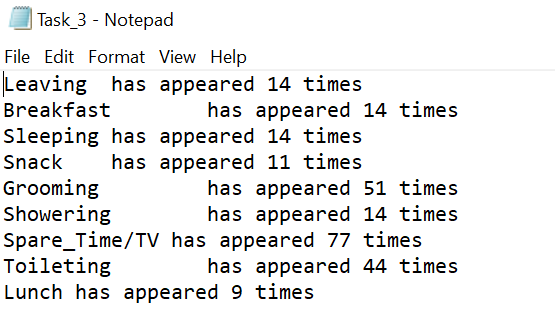 Task_3 - Notepad
File Edit Format View Help
Leaving has appeared 14 times
Breakfast has appeared 14 times
Sleeping has appeared 14 times
Snack has appeared 11 times
Grooming has appeared 51 times
Showering has appeared 14 times
Spare_Time/TV has appeared 77 times
Toileting has appeared 44 times
Lunch has appeared 9 times